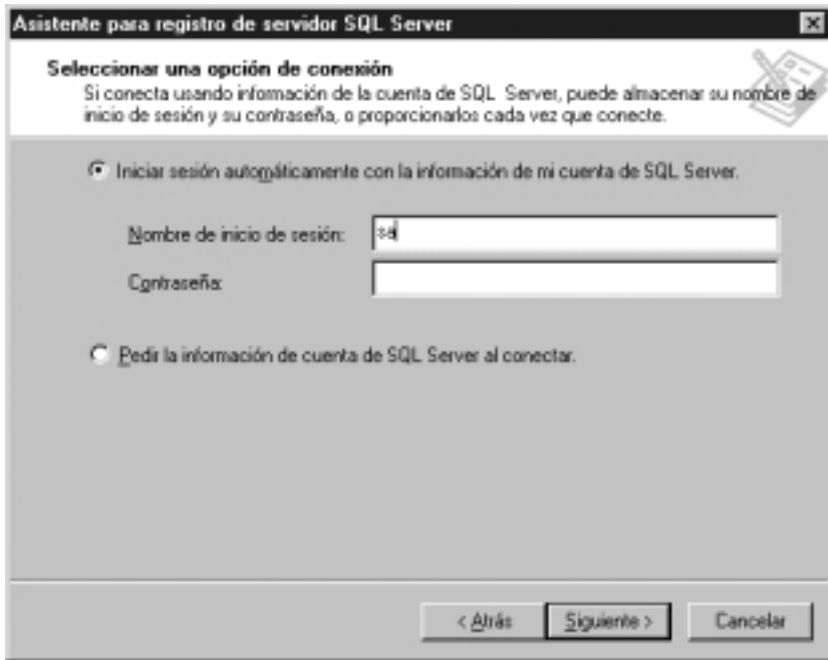 Asistente para registro de servidor SQL Server
Seleccionar una opción de conexión
Si conecta usando información de la cuenta de SQL Server, puede almacenar su nombre de
inicio de sesión y su contraseña, o proporcionarlos cada vez que conecte.
Iniciar sesión automáticamente con la información de mi cuenta de SQL Server.
Nombre de inicio de sesión: sa
Contraseña:
Pedir la información de cuenta de SQL Server al conectar.
< Atrás Siguiente > Cancelar